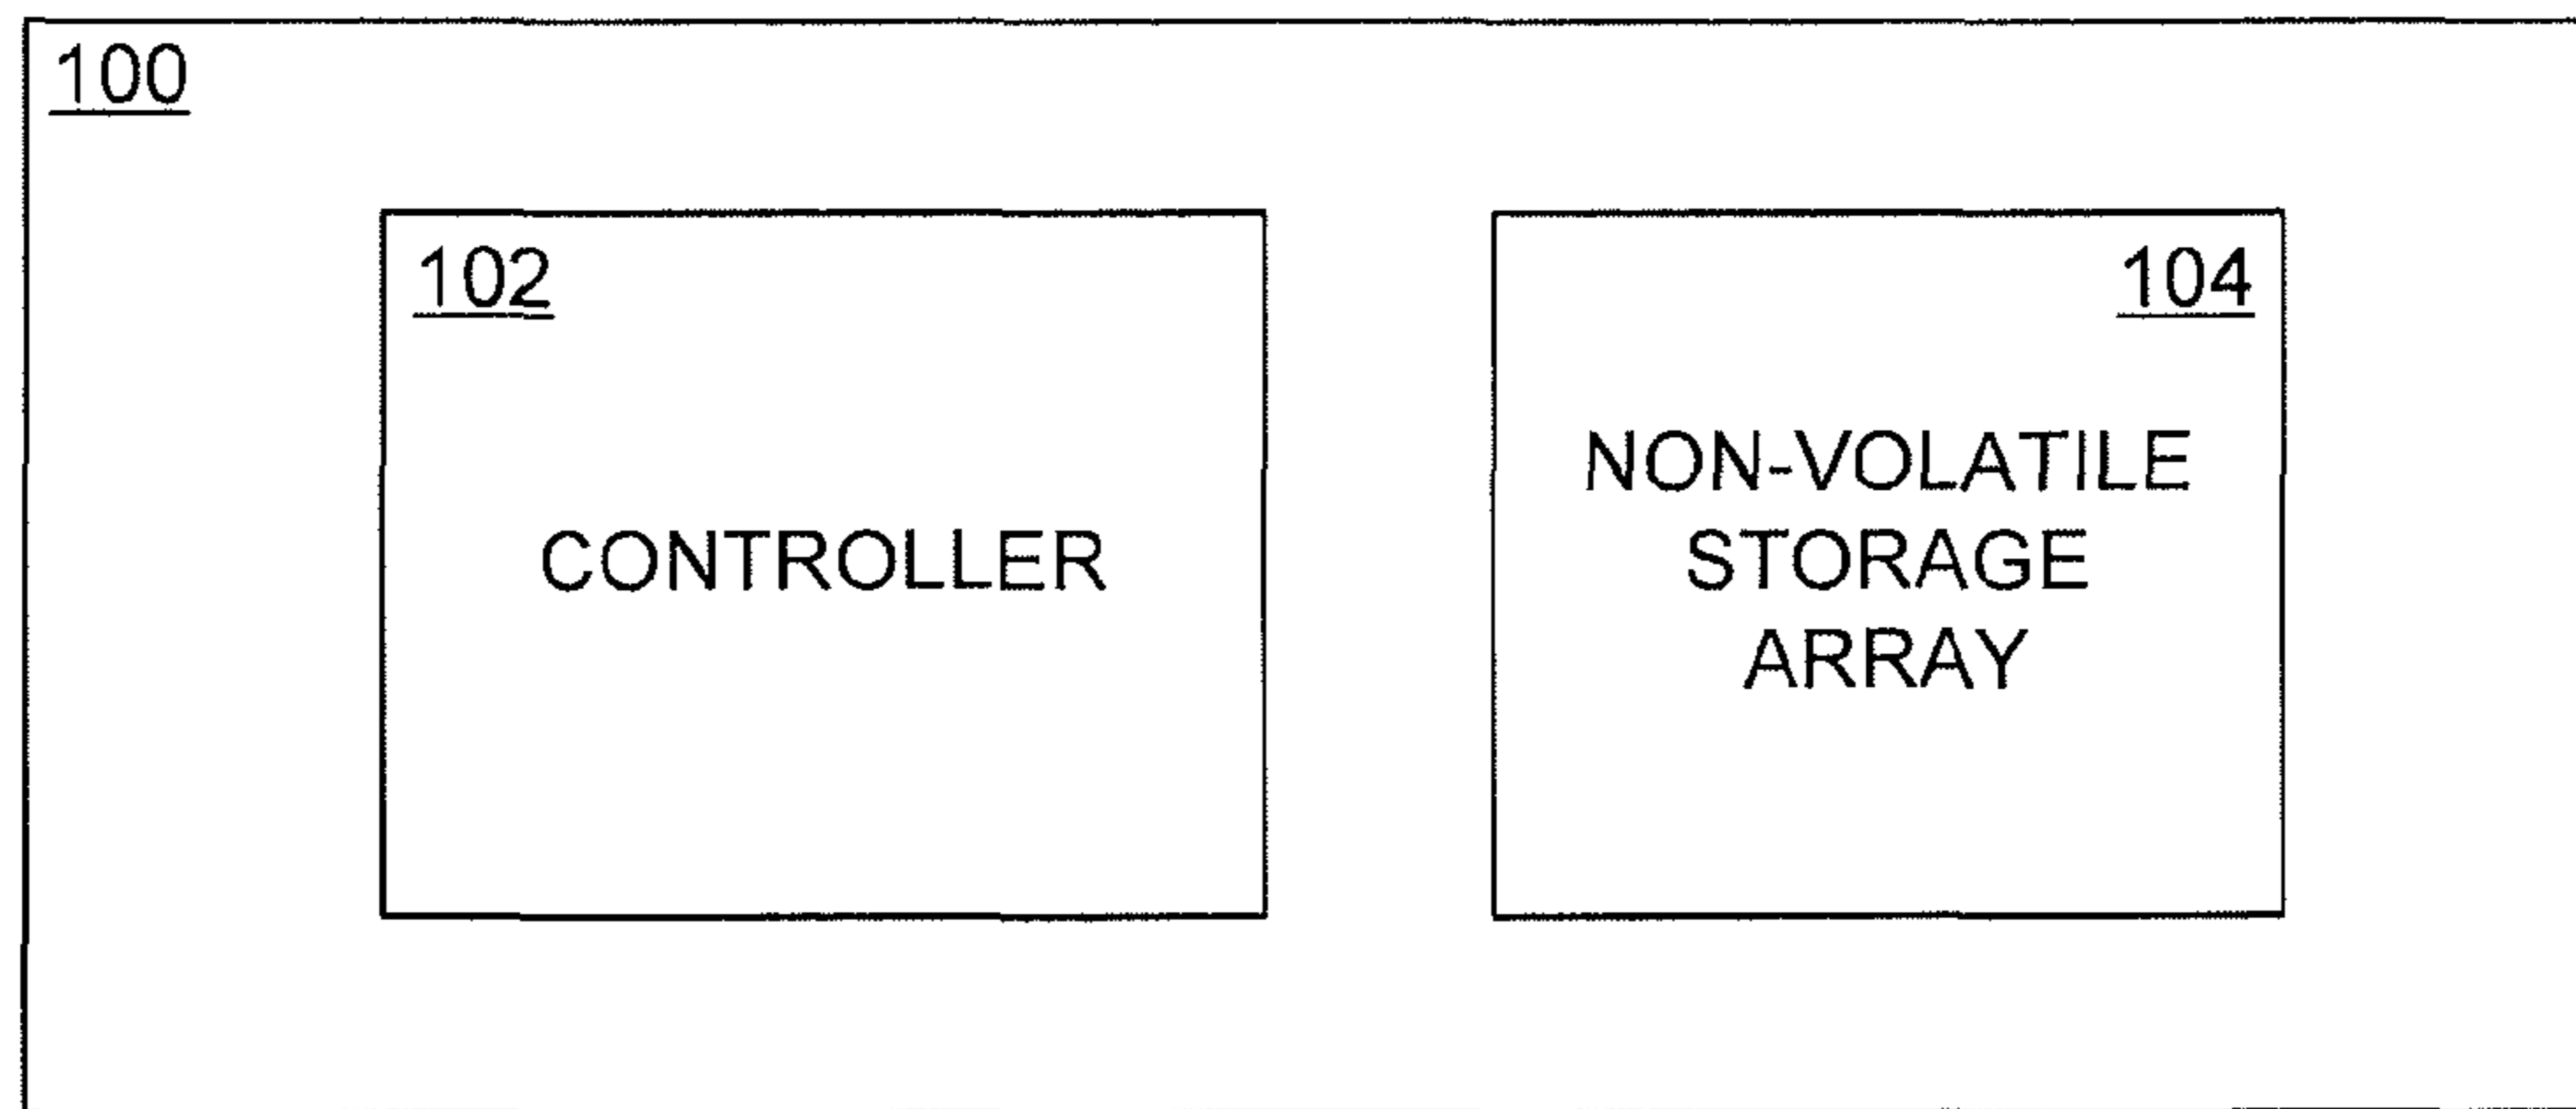 100
102
104
CONTROLLER
NON-VOLATILE
STORAGE
ARRAY